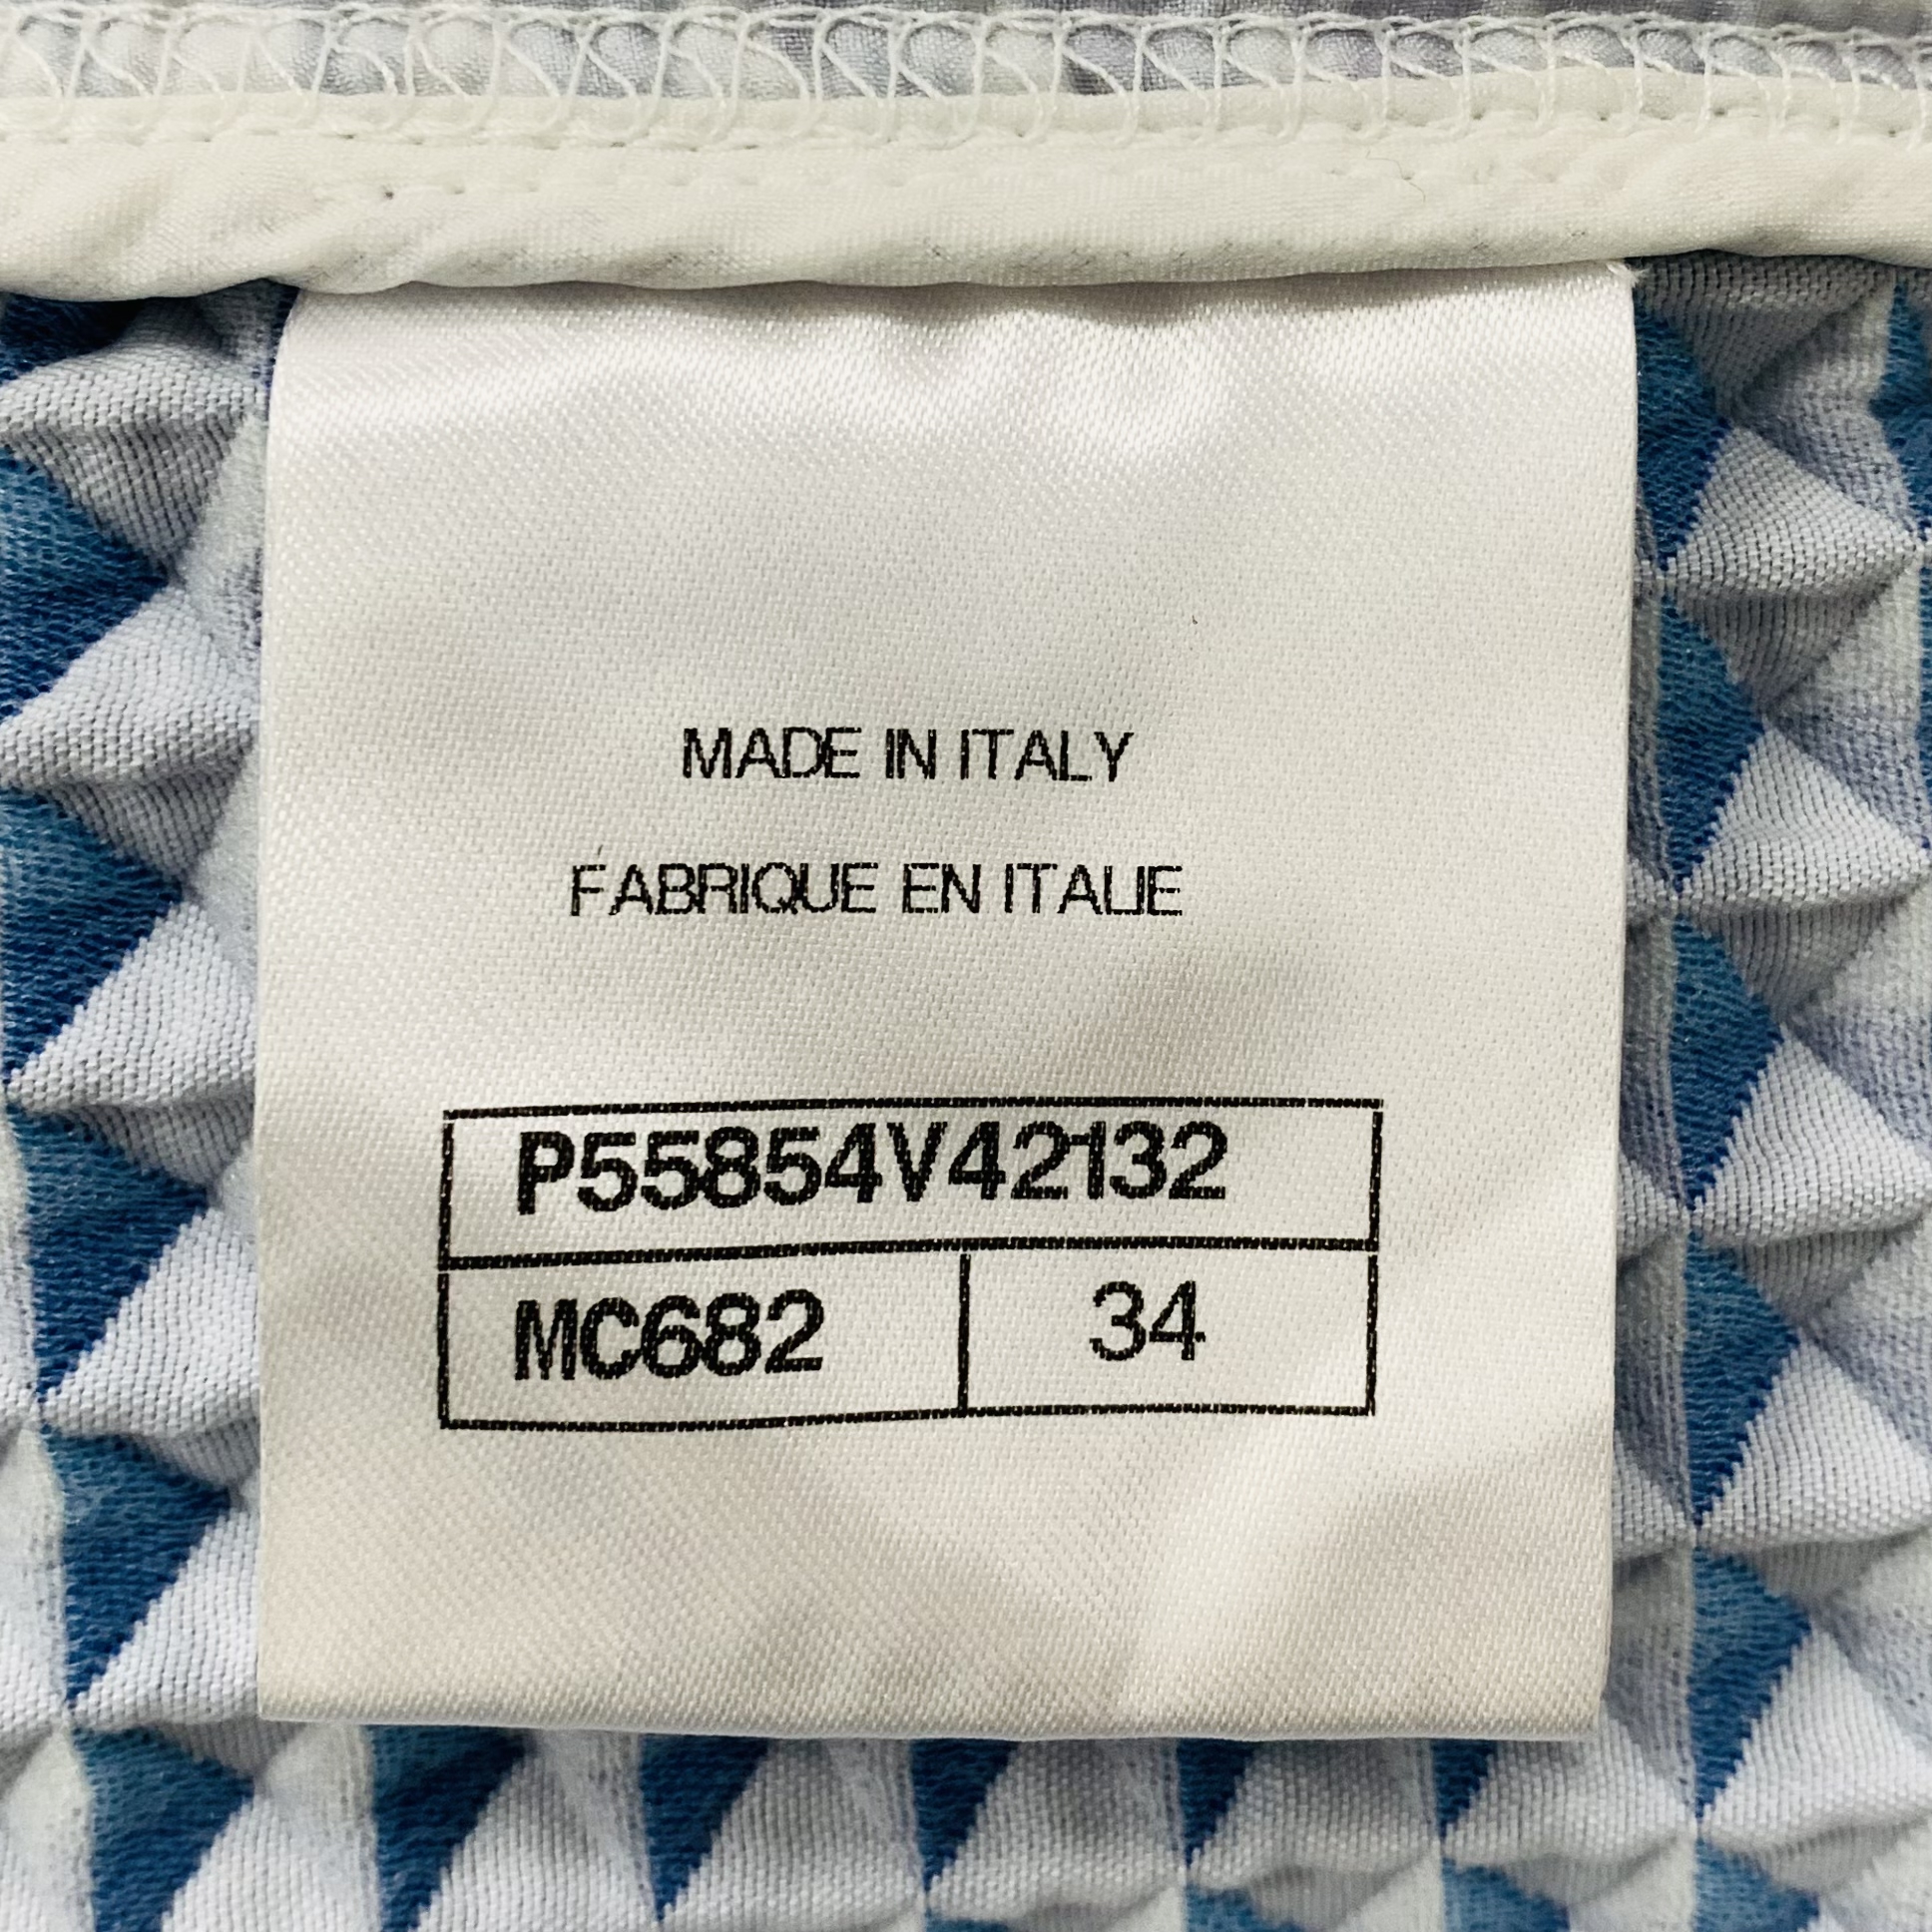 MADE IN ITALY
FABRIQUE EN ITALIE
P55854V42132
MC682 34